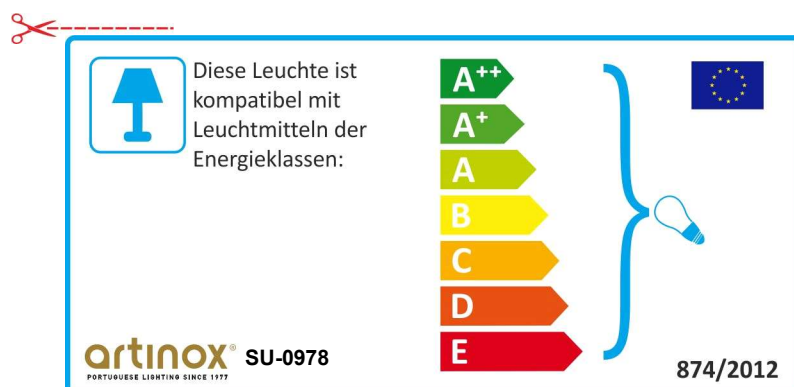 Diese Leuchte ist
kompatibel mit
Leuchtmitteln der
Energieklassen:
A++
A+
A
B
C
D
E
artinox® SU-0978
PORTUGUESE LIGHTING SINCE 1977
874/2012